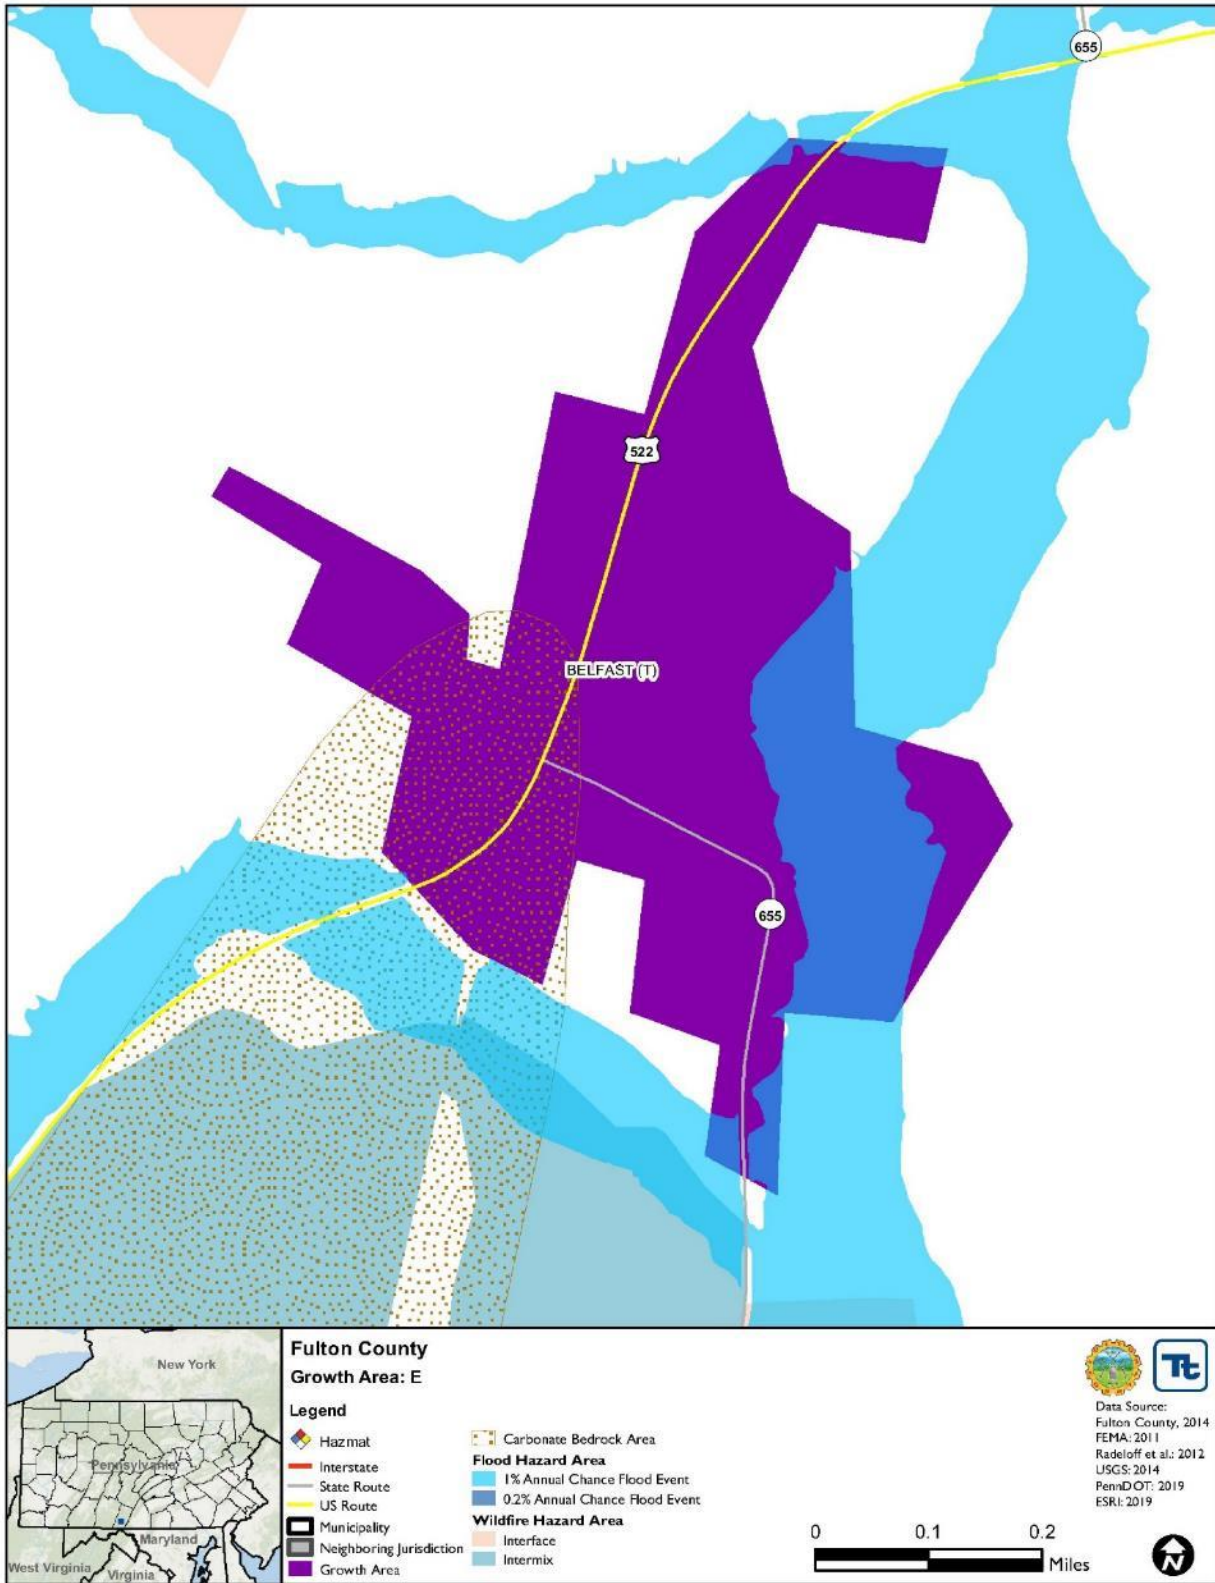 655
522
BELFAST (T)
655
New York
Pennsylvania
Maryland
West Virginia
Virginia
Fulton County
Growth Area: E
Legend
Hazmat
Interstate
State Route
US Route
Municipality
Neighboring Jurisdiction
Growth Area
Carbonate Bedrock Area
Flood Hazard Area
1% Annual Chance Flood Event
0.2% Annual Chance Flood Event
Wildfire Hazard Area
Interface
Intermix
0 0.1 0.2
Miles
Tt
Data Source:
Fulton County, 2014
FEMA: 2011
Radeloff et al.: 2012
USGS: 2014
PennDOT: 2019
ESRI: 2019
N